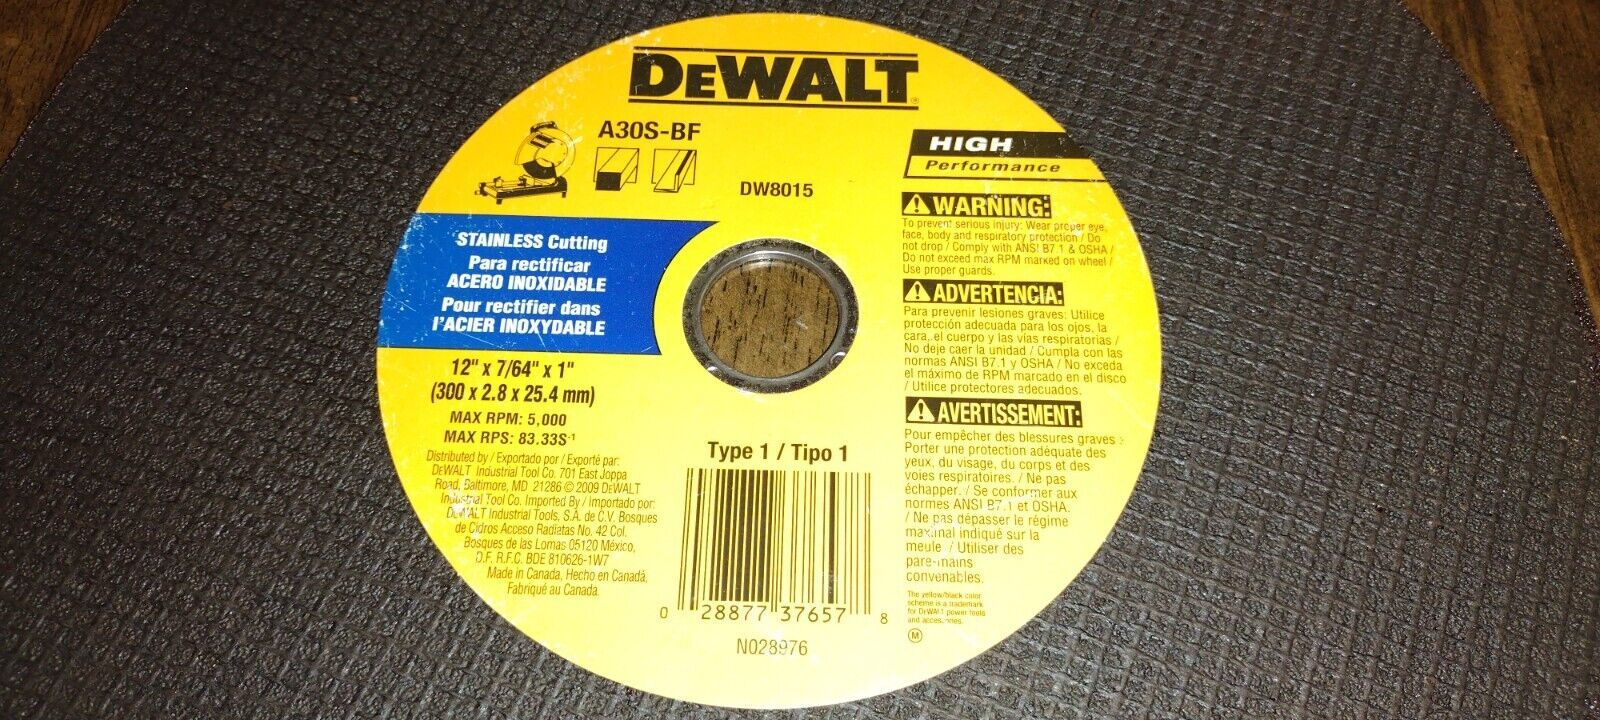 DEWALT
A30S-BF
DW8015
HIGH
Performance
STAINLESS Cutting
Para rectificar
ACERO INOXIDABLE
Pour rectifier dans
l'ACIER INOXYDABLE
12" x 7/64" x 1"
(300 x 2.8 x 25.4 mm)
MAX RPM: 5,000
MAX RPS: 83.33S-1
Distributed by / Exportado por / Exporté par:
DEWALT Industrial Tool Co. 701 East Joppa
Road, Baltimore, MD 21286 © 2009 DEWALT
Industrial Tool Co. Imported By / Importado por:
DEWALT Industrial Tools, S.A. de C.V. Bosques
de Cidros Acceso Radiatas No. 42 Col.
Bosques de las Lomas 05120 México,
D.F. R.F.C. BDE 810626-1W7
Made in Canada, Hecho en Canadá,
Fabriqué au Canada.
Type 1 / Tipo 1
0 28877 37657 8
N028976
WARNING:
To prevent serious Injury: Wear proper eye,
face, body and respiratory protection / Do
not drop / Comply with ANSI B7.1 & OSHA /
Do not exceed max RPM marked on wheel /
Use proper guards.
ADVERTENCIA:
Para prevenir lesiones graves: Utilice
protección adecuada para los ojos, la
cara..el cuerpo y las vías respiratorias /
No deje caer la unidad / Cumpla con las
normas ANSI B7.1 y OSHA / No exceda
el máximo de RPM marcado en el disco
/ Utilice protectores adecuados.
AVERTISSEMENT:
Pour empêcher des blessures graves :
Porter une protection adéquate des
yeux, du visage, du corps et des
voies respiratoires. / Ne pas
échapper. / Se conformer aux
normes ANSI B7.1 et OSHA.
/ Ne pas dépasser le régime
maximal indiqué sur la
meule / Utiliser des
pare-mains
convenables.
The yellow/black color
scheme is a trademark
for DEWALT power tools
and accessories.
M